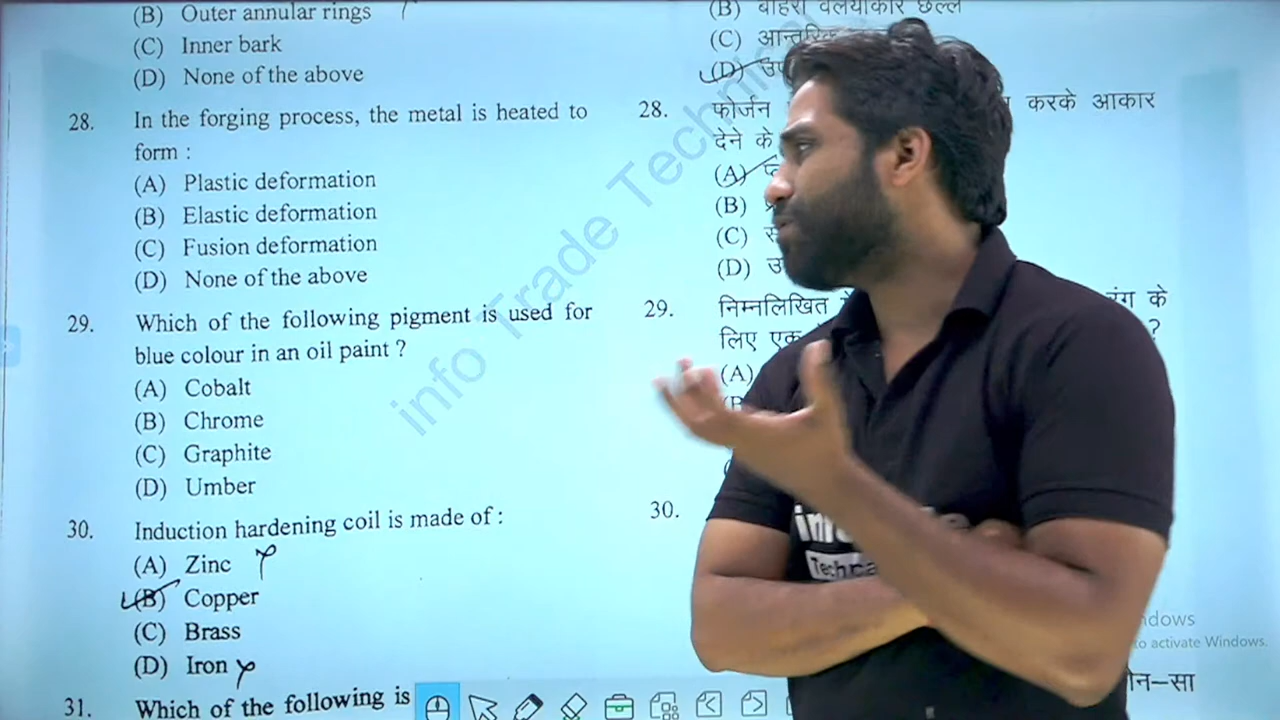 (B) Outer annular rings
(C) Inner bark
(D) None of the above
28. In the forging process, the metal is heated to
form :
(A) Plastic deformation
(B) Elastic deformation
(C) Fusion deformation
(D) None of the above
29. Which of the following pigment is used for
blue colour in an oil paint ?
(A) Cobalt
(B) Chrome
(C) Graphite
(D) Umber
30. Induction hardening coil is made of :
(A) Zinc
(B) Copper
(C) Brass
(D) Iron
31. Which of the following is
(B) बाहरी वलयाकार छल्ले
(C)
(D)
28. फोर्जन करके आकार
देने के
(A)
(B)
(C)
(D)
29. निम्नलिखित रंग के
लिए एक ?
(A)
30.
info Trade
to activate Windows.